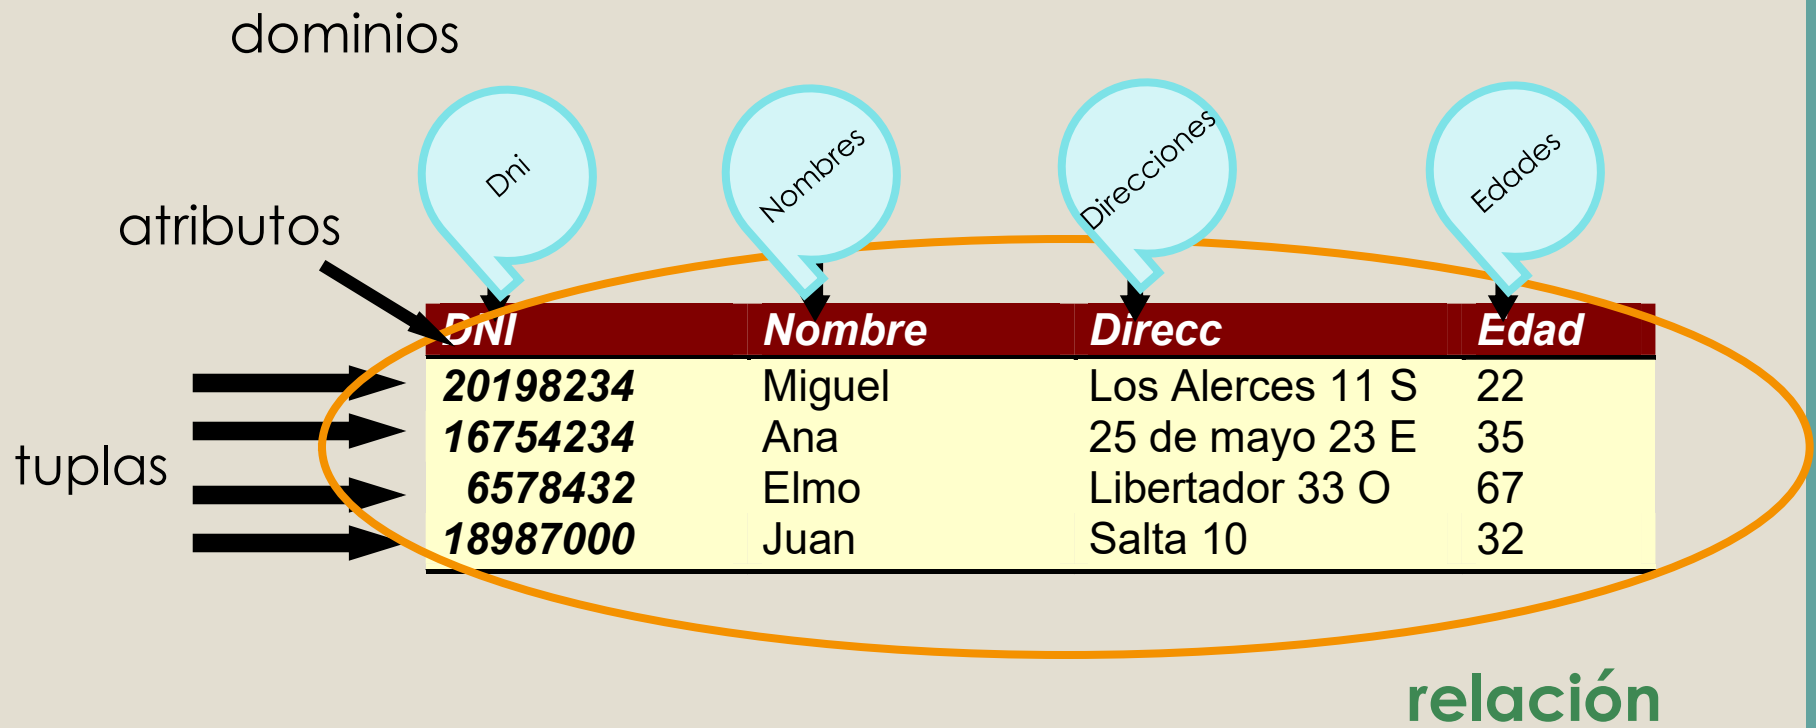 dominios
Dni Nombres Direcciones Edades
atributos
DNI Nombre Direcc Edad
20198234 Miguel Los Alerces 11 S 22
16754234 Ana 25 de mayo 23 E 35
tuplas
6578432 Elmo Libertador 33 O 67
18987000 Juan Salta 10 32
relación